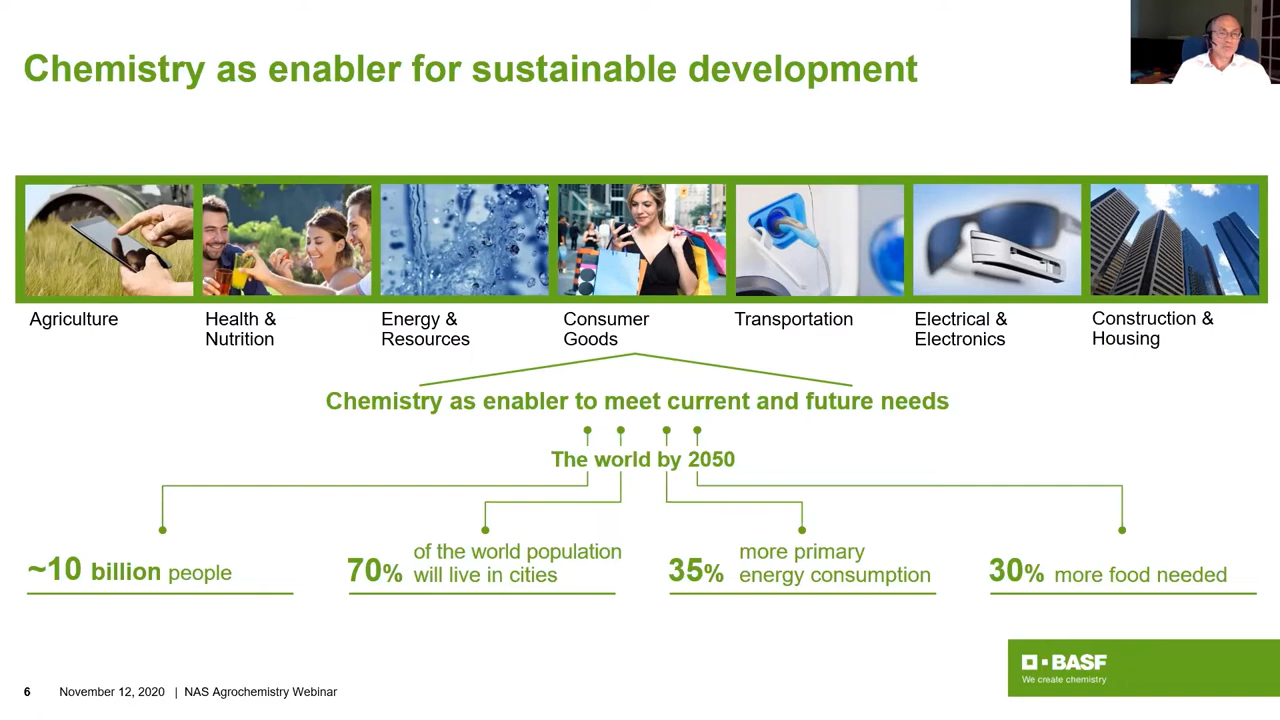 Chemistry as enabler for sustainable development
Agriculture
Health &
Nutrition
Energy &
Resources
Consumer
Goods
Transportation
Electrical &
Electronics
Construction &
Housing
Chemistry as enabler to meet current and future needs
The world by 2050
~10 billion people
70% of the world population
will live in cities
35% more primary
energy consumption
30% more food needed
BASF
We create chemistry
6 November 12, 2020 | NAS Agrochemistry Webinar